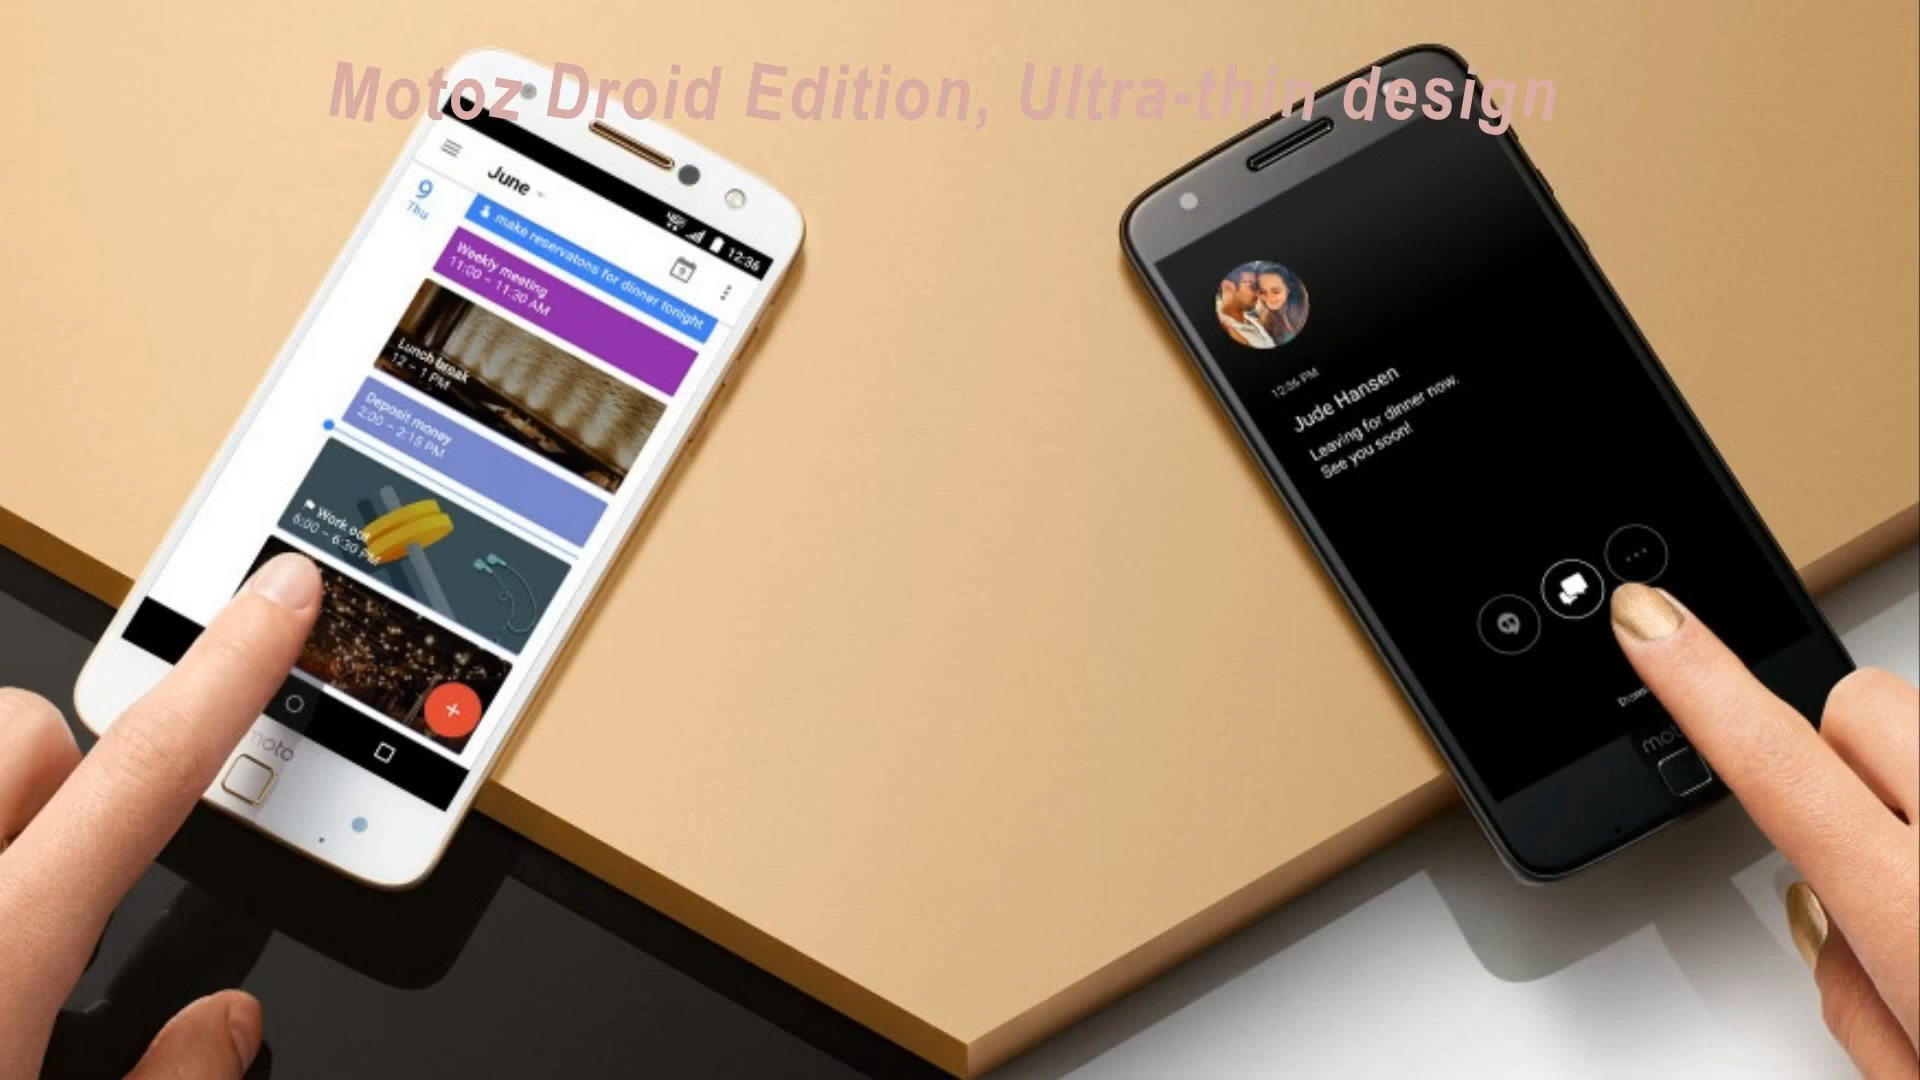 Motoz Droid Edition, Ultra-thin design
June
9
Thu
12:36
make reservatons for dinner tonight
9
Weekly meeting
11:00 – 11:30 AM
Lunch break
12 – 1 PM
Deposit money
2:00 – 2:15 PM
Work out
6:00 – 6:30 PM
+
moto
12:36 PM
Jude Hansen
Leaving for dinner now.
See you soon!